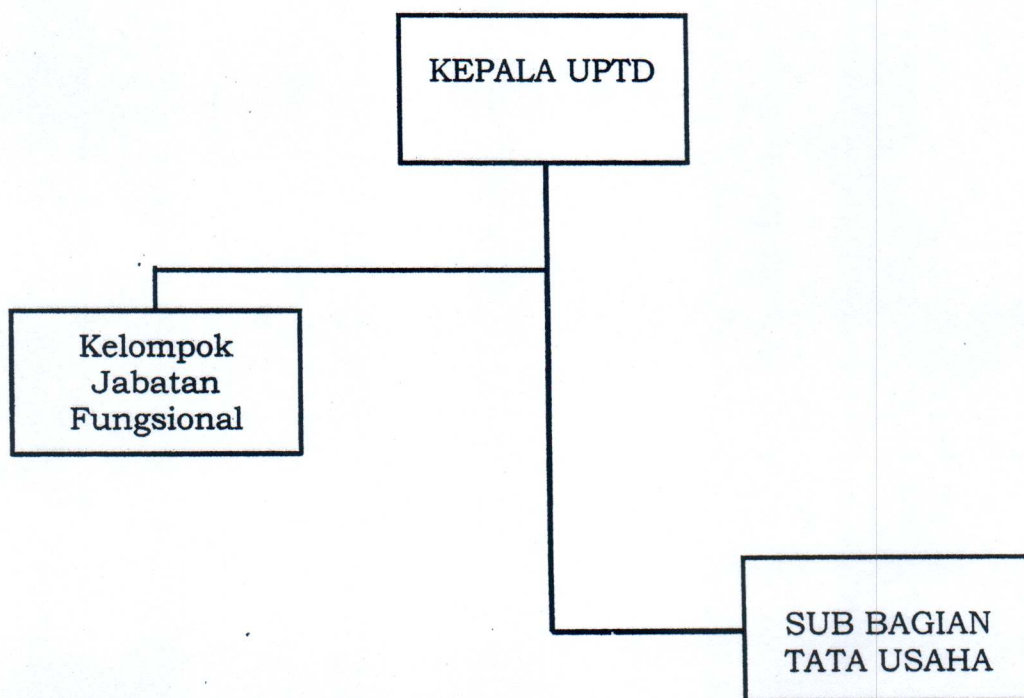 KEPALA UPTD
Kelompok
Jabatan
Fungsional
SUB BAGIAN
TATA USAHA